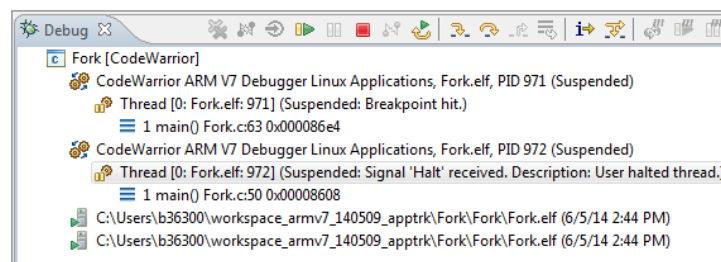 Debug
Fork [CodeWarrior]
CodeWarrior ARM V7 Debugger Linux Applications, Fork.elf, PID 971 (Suspended)
Thread [0: Fork.elf: 971] (Suspended: Breakpoint hit.)
1 main() Fork.c:63 0x000086e4
CodeWarrior ARM V7 Debugger Linux Applications, Fork.elf, PID 972 (Suspended)
Thread [0: Fork.elf: 972] (Suspended: Signal 'Halt' received. Description: User halted thread.)
1 main() Fork.c:50 0x00008608
C:\Users\b36300\workspace_armv7_140509_apptrk\Fork\Fork\Fork.elf (6/5/14 2:44 PM)
C:\Users\b36300\workspace_armv7_140509_apptrk\Fork\Fork\Fork.elf (6/5/14 2:44 PM)